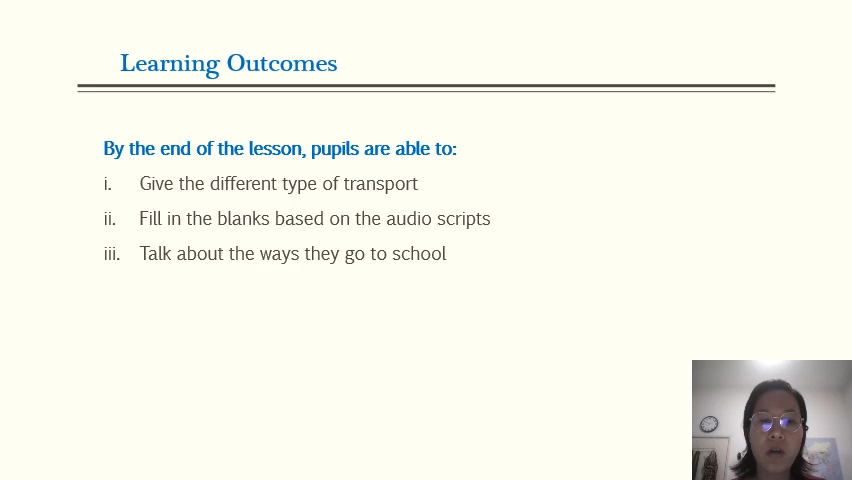 Learning Outcomes
By the end of the lesson, pupils are able to:
i. Give the different type of transport
ii. Fill in the blanks based on the audio scripts
iii. Talk about the ways they go to school